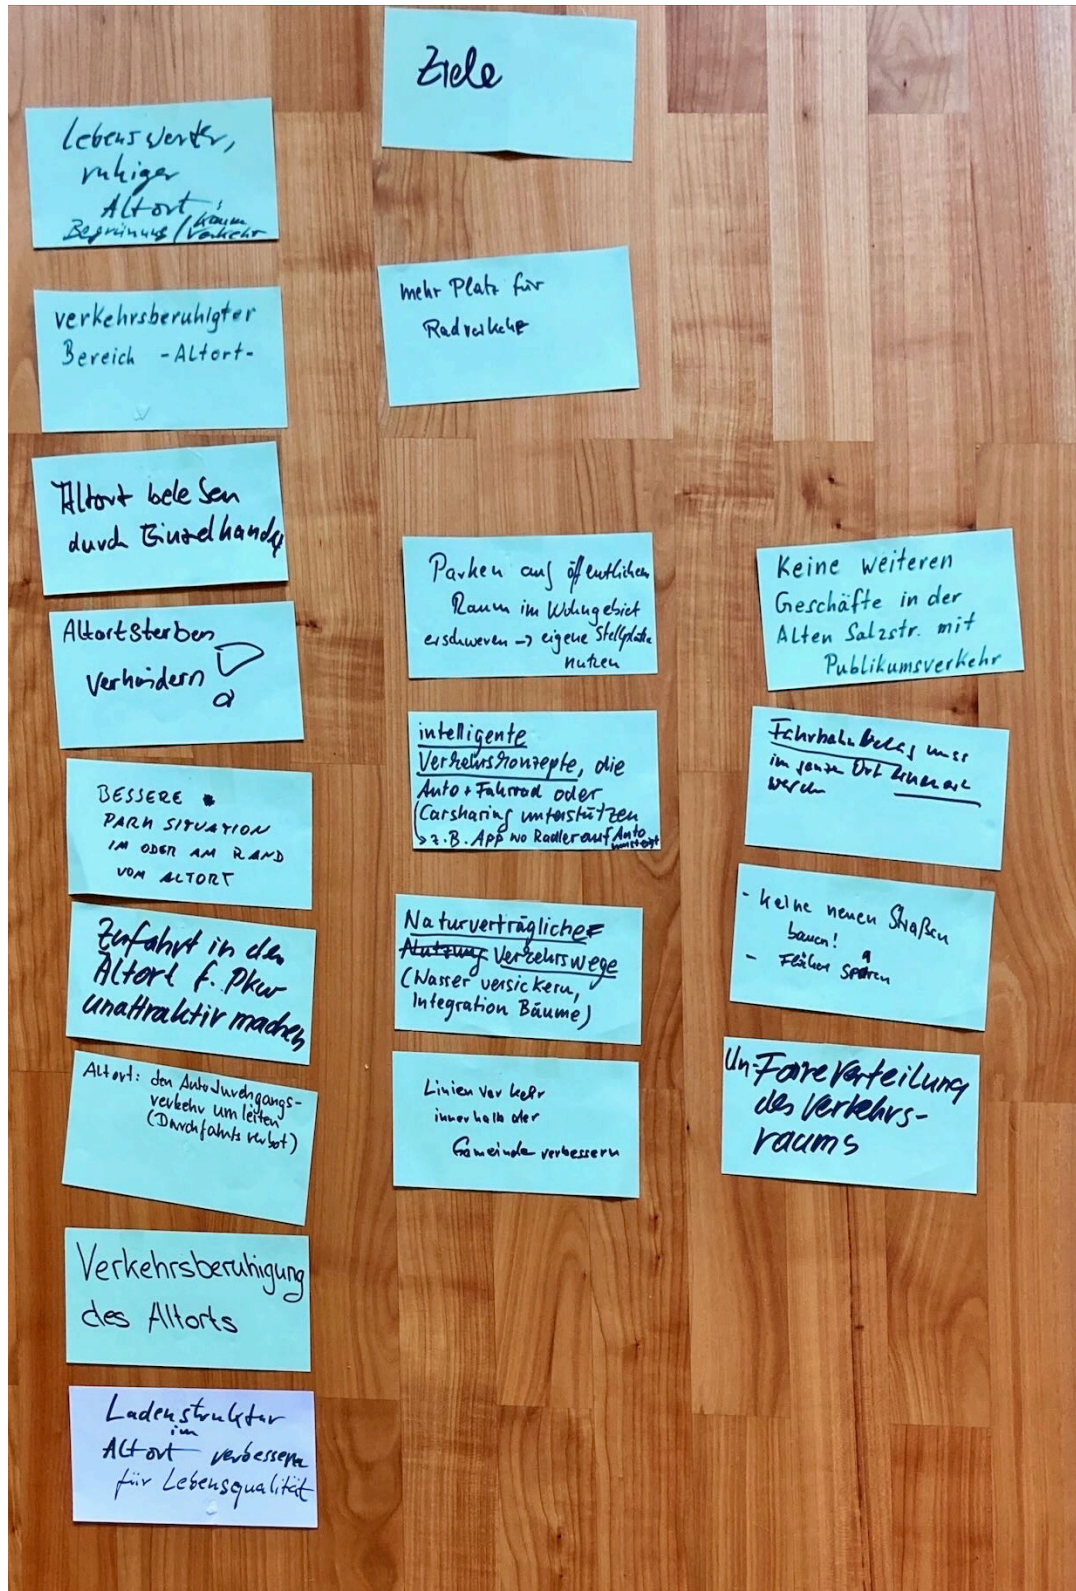 Ziele
Lebenswerter,
ruhiger
Altort!
Begrünung / kaum
Verkehr
verkehrsberuhigter
Bereich -Altort-
Altort
durch Einzelhandel
Altortsterben
verhindern
BESSERE
PARK SITUATION
IM ODER AM RAND
VOM ALTORT
Zufahrt in den
Altort f. Pkw
unattraktiv machen
Altort: den Autodurchgangs-
verkehr umleiten
(Durchfahrtsverbot)
Verkehrsberuhigung
des Altorts
Ladenstruktur
im
Altort verbessern
für Lebensqualität
mehr Platz für
Radverkehr
Parken auf öffentlichem
Raum im Wohngebiet
erschweren → eigene Stellplätze
nutzen
intelligente
Verkehrskonzepte, die
Auto + Fahrrad oder
Carsharing unterstützen
→ z.B. App wo Radler auf Auto
umsteigt
Naturverträgliche
Nutzung Verkehrswege
(Wasser versickern,
Integration Bäume)
Linienverkehr
innerhalb der
Gemeinde verbessern
Keine weiteren
Geschäfte in der
Alten Salzstr. mit
Publikumsverkehr
Fahrbahnbelag muss
im ganzen Ort
werden
- keine neuen Straßen
bauen!
- Flächen sparen
Un-Faire Verteilung
des Verkehrs-
raums